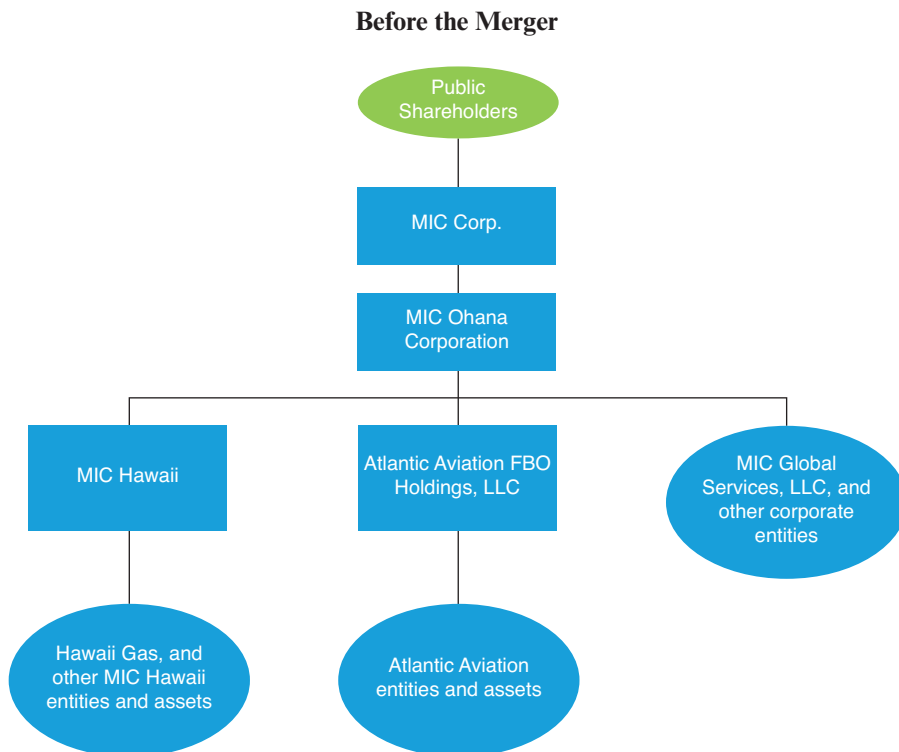 Before the Merger
Public
Shareholders
MIC Corp.
MIC Ohana
Corporation
MIC Hawaii
Atlantic Aviation FBO
Holdings, LLC
MIC Global
Services, LLC, and
other corporate
entities
Hawaii Gas, and
other MIC Hawaii
entities and assets
Atlantic Aviation
entities and assets